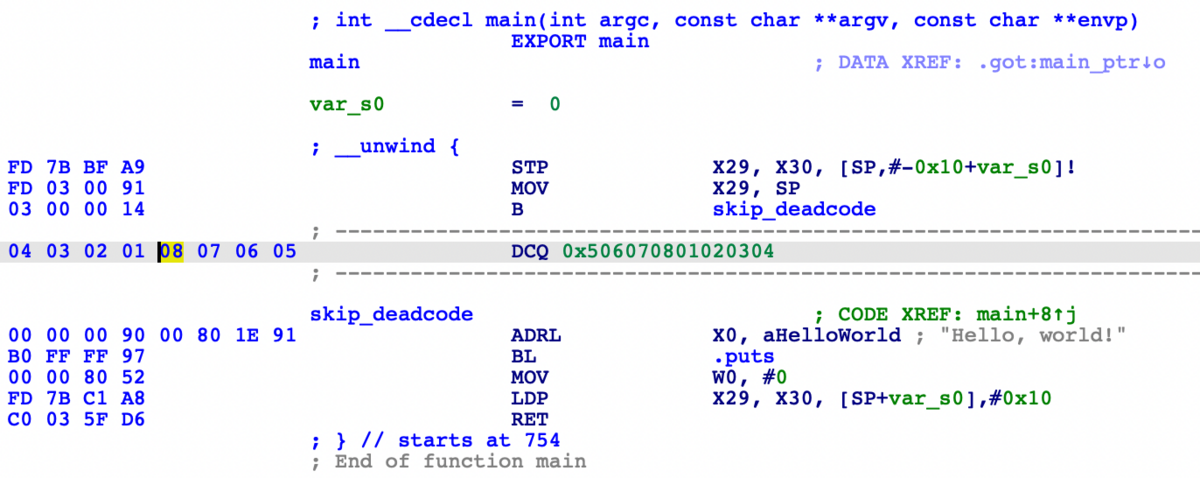 ; int __cdecl main(int argc, const char **argv, const char **envp)
EXPORT main
main ; DATA XREF: .got:main_ptr↓o
var_s0 = 0
; __unwind {
FD 7B BF A9 STP X29, X30, [SP,#-0x10+var_s0]!
FD 03 00 91 MOV X29, SP
03 00 00 14 B skip_deadcode
; ---------------------------------------------------------------------------
04 03 02 01 08 07 06 05 DCQ 0x506070801020304
; ---------------------------------------------------------------------------
skip_deadcode ; CODE XREF: main+8↑j
00 00 00 90 00 80 1E 91 ADRL X0, aHelloWorld ; "Hello, world!"
B0 FF FF 97 BL .puts
00 00 80 52 MOV W0, #0
FD 7B C1 A8 LDP X29, X30, [SP+var_s0],#0x10
C0 03 5F D6 RET
; } // starts at 754
; End of function main